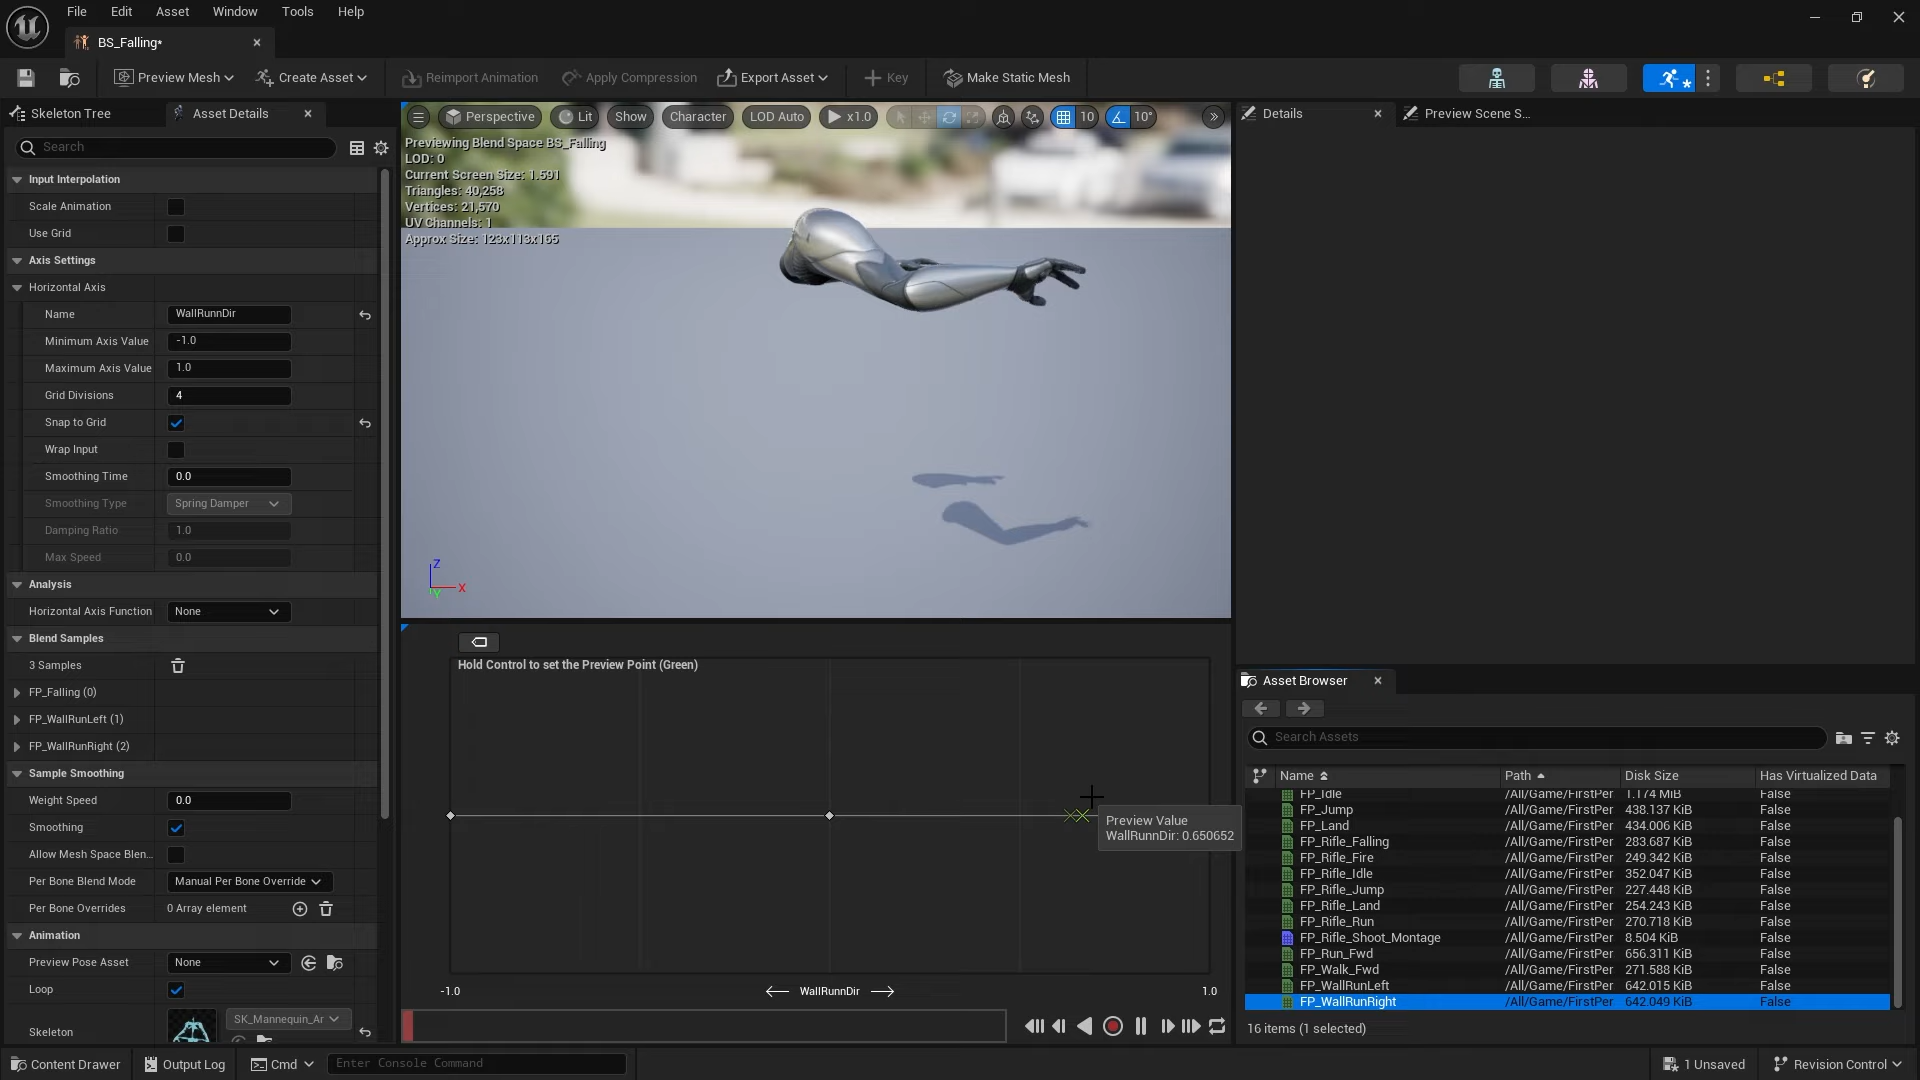 File Edit Asset Window Tools Help
BS_Falling*
Preview Mesh Create Asset Reimport Animation Apply Compression Export Asset Key Make Static Mesh
Skeleton Tree Asset Details
Search
Input Interpolation
Scale Animation
Use Grid
Axis Settings
Horizontal Axis
Name WallRunnDir
Minimum Axis Value -1.0
Maximum Axis Value 1.0
Grid Divisions 4
Snap to Grid
Wrap Input
Smoothing Time 0.0
Smoothing Type Spring Damper
Damping Ratio 1.0
Max Speed 0.0
Analysis
Horizontal Axis Function None
Blend Samples
3 Samples
FP_Falling (0)
FP_WallRunLeft (1)
FP_WallRunRight (2)
Sample Smoothing
Weight Speed 0.0
Smoothing
Allow Mesh Space Blen...
Per Bone Blend Mode Manual Per Bone Override
Per Bone Overrides 0 Array element
Animation
Preview Pose Asset None
Loop
Skeleton SK_Mannequin_Ar
Perspective Lit Show Character LOD Auto x1.0 10 10°
Previewing Blend Space BS_Falling
LOD: 0
Current Screen Size: 1.591
Triangles: 40,258
Vertices: 21,570
UV Channels: 1
Approx Size: 123x113x165
Z
X
Y
Hold Control to set the Preview Point (Green)
Preview Value
WallRunnDir: 0.650652
-1.0 WallRunnDir 1.0
Details Preview Scene S...
Asset Browser
Search Assets
Name Path Disk Size Has Virtualized Data
FP_Idle /All/Game/FirstPer 1.174 MiB False
FP_Jump /All/Game/FirstPer 438.137 KiB False
FP_Land /All/Game/FirstPer 434.006 KiB False
FP_Rifle_Falling /All/Game/FirstPer 283.687 KiB False
FP_Rifle_Fire /All/Game/FirstPer 249.342 KiB False
FP_Rifle_Idle /All/Game/FirstPer 352.047 KiB False
FP_Rifle_Jump /All/Game/FirstPer 227.448 KiB False
FP_Rifle_Land /All/Game/FirstPer 254.243 KiB False
FP_Rifle_Run /All/Game/FirstPer 270.718 KiB False
FP_Rifle_Shoot_Montage /All/Game/FirstPer 8.504 KiB False
FP_Run_Fwd /All/Game/FirstPer 656.311 KiB False
FP_Walk_Fwd /All/Game/FirstPer 271.588 KiB False
FP_WallRunLeft /All/Game/FirstPer 642.015 KiB False
FP_WallRunRight /All/Game/FirstPer 642.049 KiB False
16 items (1 selected)
Content Drawer Output Log Cmd Enter Console Command 1 Unsaved Revision Control